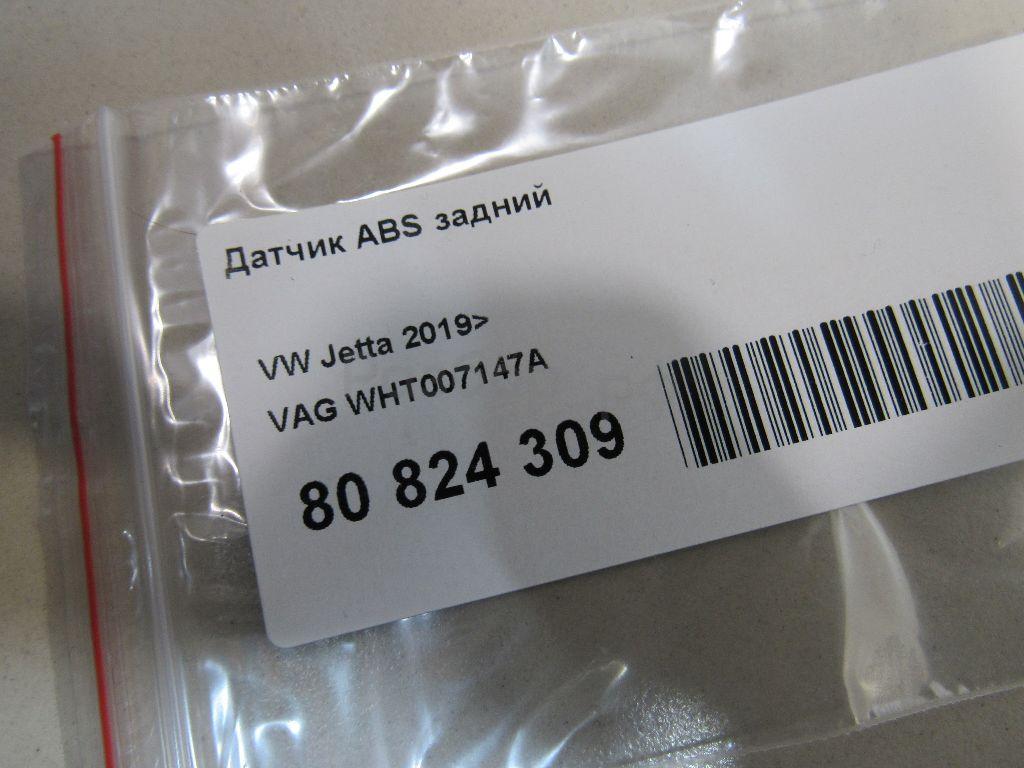 Датчик ABS задний
VW Jetta 2019>
VAG WHT007147A
80 824 309